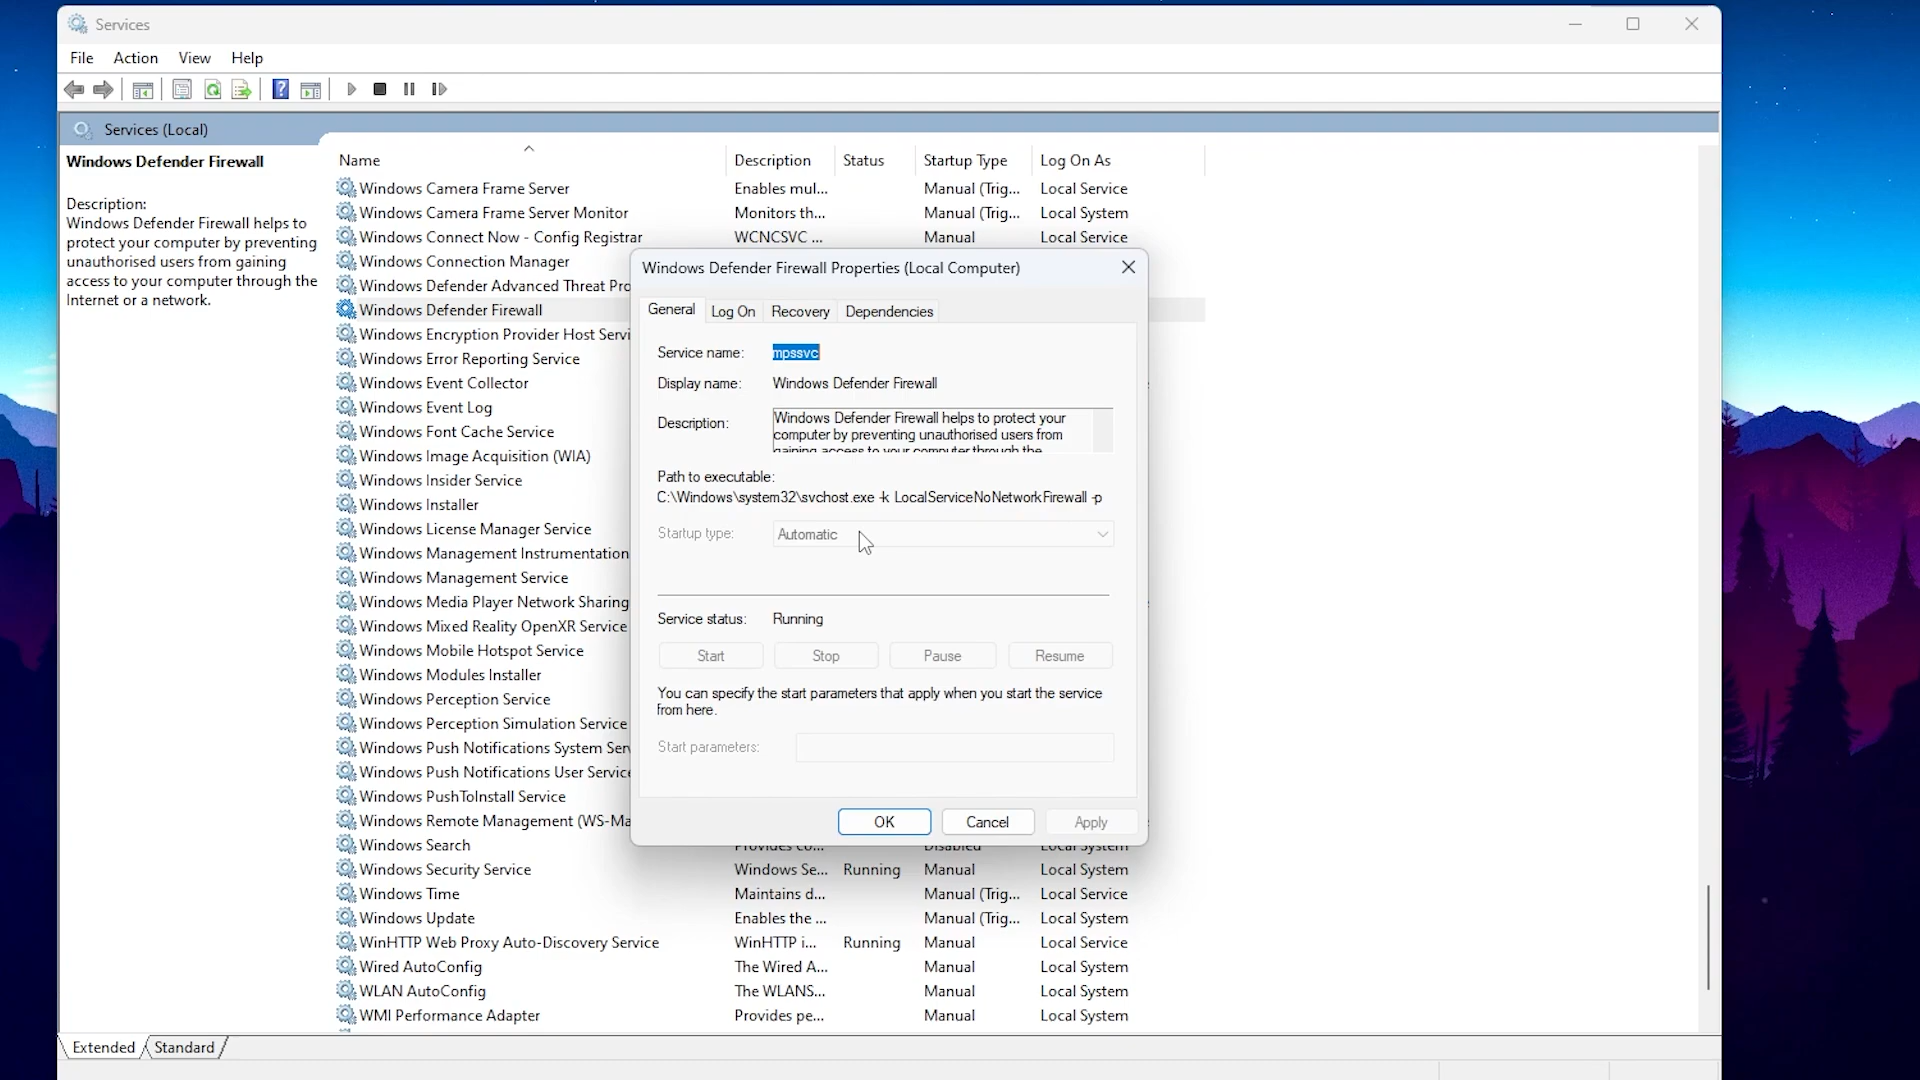 Services
File Action View Help
Services (Local)
Windows Defender Firewall
Description:
Windows Defender Firewall helps to
protect your computer by preventing
unauthorised users from gaining
access to your computer through the
Internet or a network.
Name Description Status Startup Type Log On As
Windows Camera Frame Server Enables mul... Manual (Trig... Local Service
Windows Camera Frame Server Monitor Monitors th... Manual (Trig... Local System
Windows Connect Now - Config Registrar WCNCSVC ... Manual Local Service
Windows Connection Manager
Windows Defender Advanced Threat Pro
Windows Defender Firewall
Windows Encryption Provider Host Servi
Windows Error Reporting Service
Windows Event Collector
Windows Event Log
Windows Font Cache Service
Windows Image Acquisition (WIA)
Windows Insider Service
Windows Installer
Windows License Manager Service
Windows Management Instrumentation
Windows Management Service
Windows Media Player Network Sharing
Windows Mixed Reality OpenXR Service
Windows Mobile Hotspot Service
Windows Modules Installer
Windows Perception Service
Windows Perception Simulation Service
Windows Push Notifications System Serv
Windows Push Notifications User Service
Windows PushToInstall Service
Windows Remote Management (WS-Ma
Windows Search Provides co... Disabled Local System
Windows Security Service Windows Se... Running Manual Local System
Windows Time Maintains d... Manual (Trig... Local Service
Windows Update Enables the ... Manual (Trig... Local System
WinHTTP Web Proxy Auto-Discovery Service WinHTTP i... Running Manual Local Service
Wired AutoConfig The Wired A... Manual Local System
WLAN AutoConfig The WLANS... Manual Local System
WMI Performance Adapter Provides pe... Manual Local System
Extended Standard
Windows Defender Firewall Properties (Local Computer)
General Log On Recovery Dependencies
Service name: mpssvc
Display name: Windows Defender Firewall
Description: Windows Defender Firewall helps to protect your
computer by preventing unauthorised users from
gaining access to your computer through the
Path to executable:
C:\Windows\system32\svchost.exe -k LocalServiceNoNetworkFirewall -p
Startup type: Automatic
Service status: Running
Start Stop Pause Resume
You can specify the start parameters that apply when you start the service
from here.
Start parameters:
OK Cancel Apply